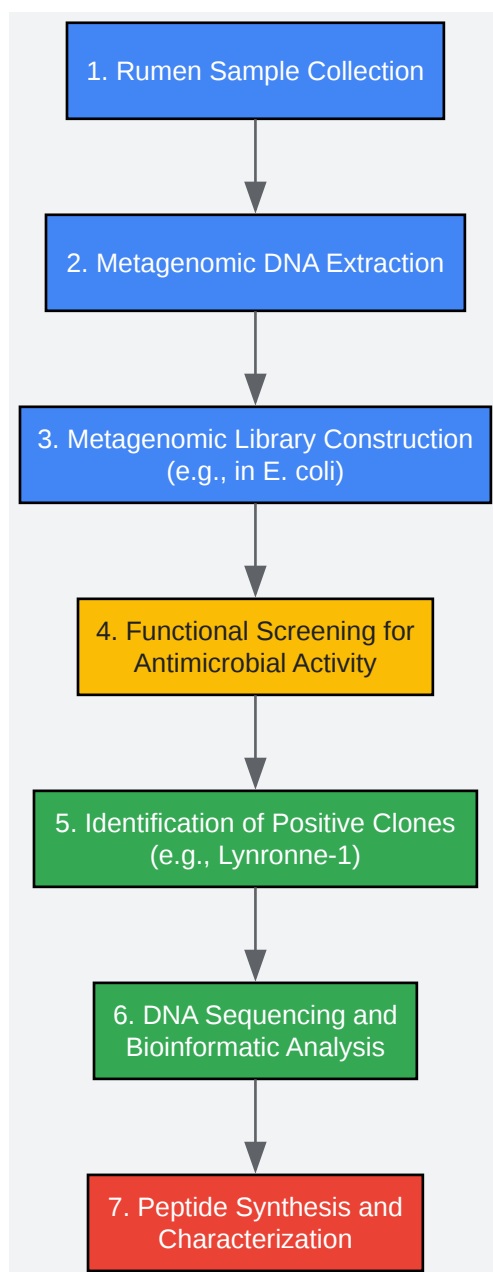 1. Rumen Sample Collection
2. Metagenomic DNA Extraction
3. Metagenomic Library Construction
(e.g., in E. coli)
4. Functional Screening for
Antimicrobial Activity
5. Identification of Positive Clones
(e.g., Lynronne-1)
6. DNA Sequencing and
Bioinformatic Analysis
7. Peptide Synthesis and
Characterization